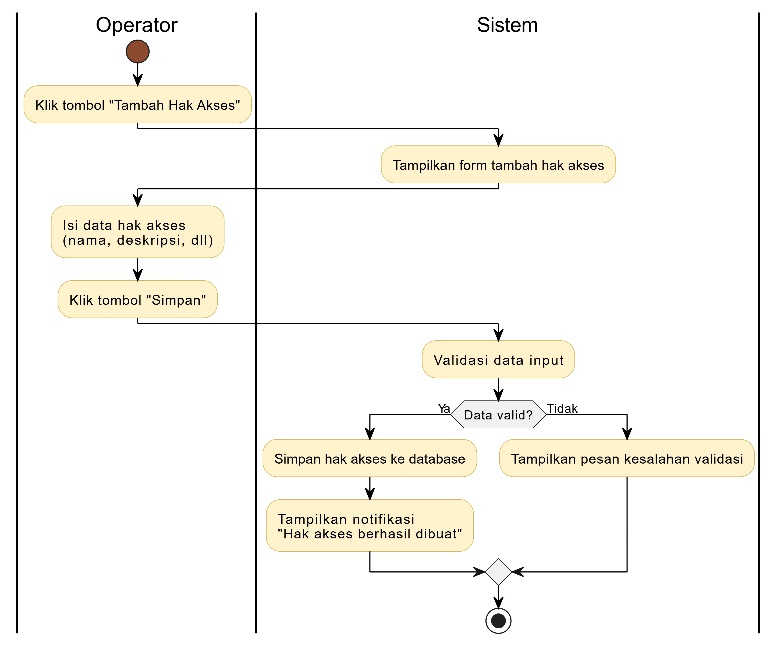 Operator
Sistem
Klik tombol "Tambah Hak Akses"
Tampilkan form tambah hak akses
Isi data hak akses
(nama, deskripsi, dll)
Klik tombol "Simpan"
Validasi data input
Ya
Data valid?
Tidak
Simpan hak akses ke database
Tampilkan pesan kesalahan validasi
Tampilkan notifikasi
"Hak akses berhasil dibuat"